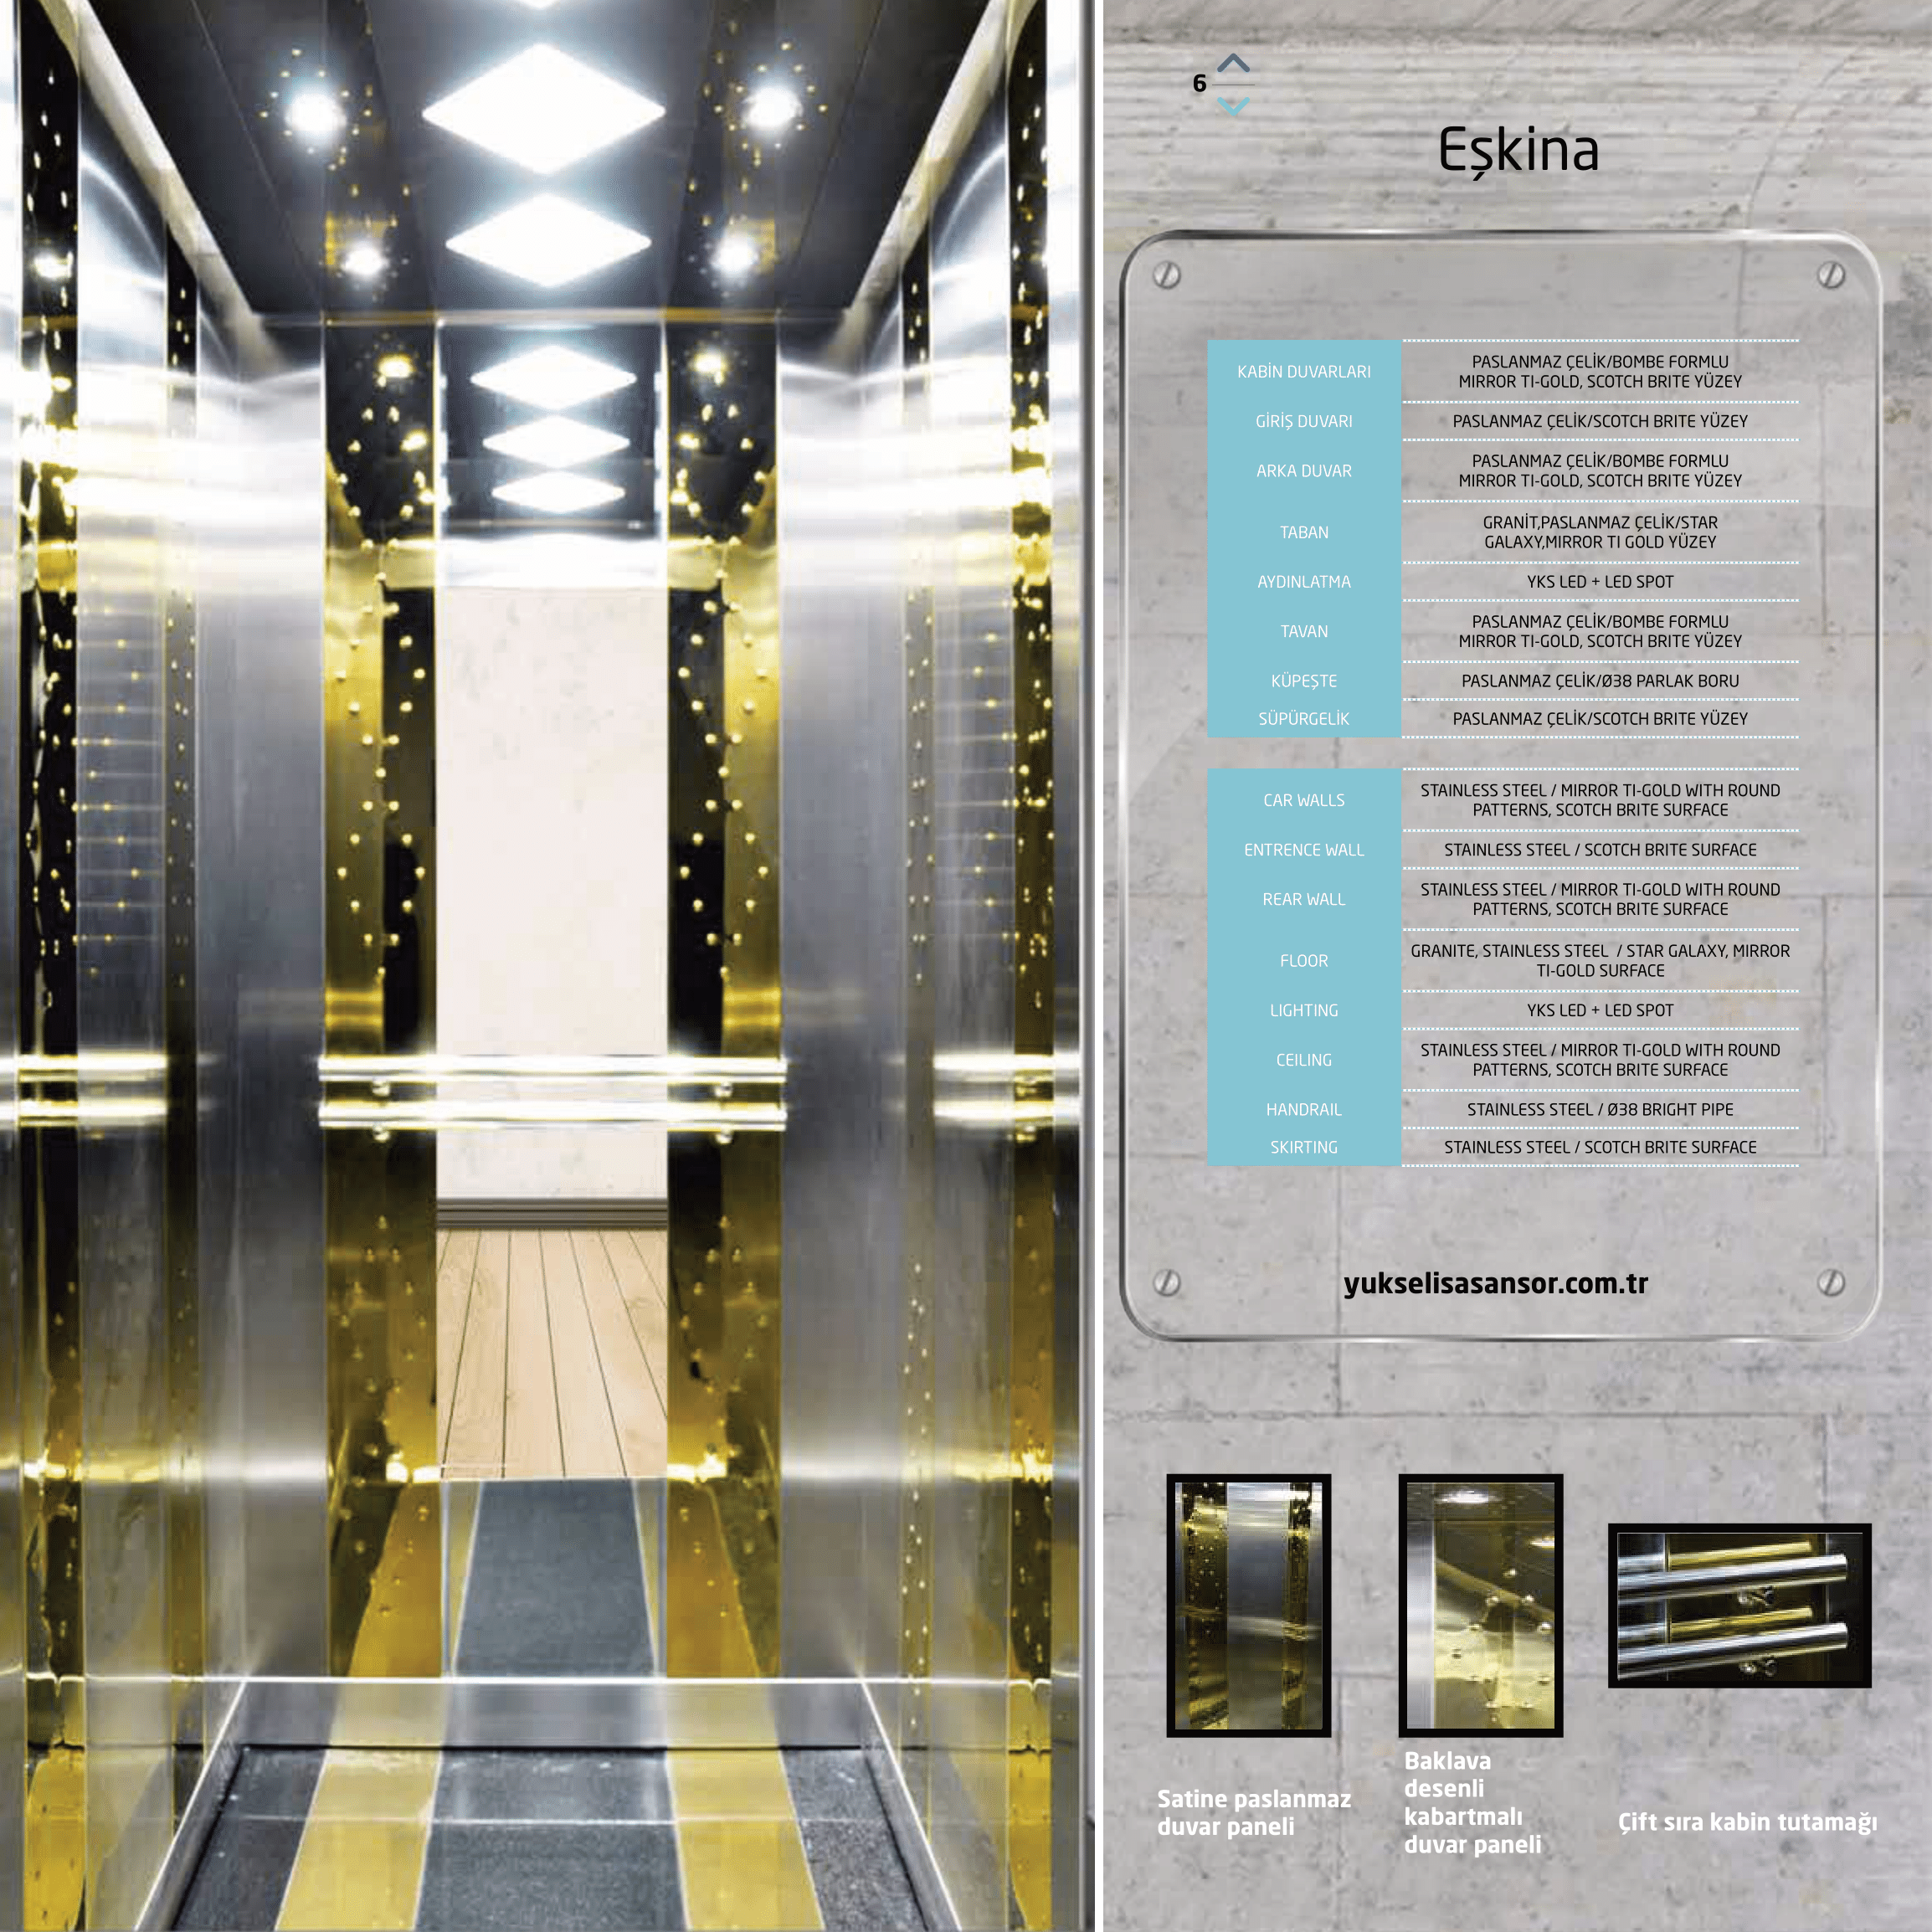 6
Eşkina
KABİN DUVARLARI
PASLANMAZ ÇELİK/BOMBE FORMLU
MIRROR TI-GOLD, SCOTCH BRITE YÜZEY
GİRİŞ DUVARI
PASLANMAZ ÇELİK/SCOTCH BRITE YÜZEY
ARKA DUVAR
PASLANMAZ ÇELİK/BOMBE FORMLU
MIRROR TI-GOLD, SCOTCH BRITE YÜZEY
TABAN
GRANİT,PASLANMAZ ÇELİK/STAR
GALAXY,MIRROR TI GOLD YÜZEY
AYDINLATMA
YKS LED + LED SPOT
TAVAN
PASLANMAZ ÇELİK/BOMBE FORMLU
MIRROR TI-GOLD, SCOTCH BRITE YÜZEY
KÜPEŞTE
PASLANMAZ ÇELİK/Ø38 PARLAK BORU
SÜPÜRGELİK
PASLANMAZ ÇELİK/SCOTCH BRITE YÜZEY
CAR WALLS
STAINLESS STEEL / MIRROR TI-GOLD WITH ROUND
PATTERNS, SCOTCH BRITE SURFACE
ENTRENCE WALL
STAINLESS STEEL / SCOTCH BRITE SURFACE
REAR WALL
STAINLESS STEEL / MIRROR TI-GOLD WITH ROUND
PATTERNS, SCOTCH BRITE SURFACE
FLOOR
GRANITE, STAINLESS STEEL / STAR GALAXY, MIRROR
TI-GOLD SURFACE
LIGHTING
YKS LED + LED SPOT
CEILING
STAINLESS STEEL / MIRROR TI-GOLD WITH ROUND
PATTERNS, SCOTCH BRITE SURFACE
HANDRAIL
STAINLESS STEEL / Ø38 BRIGHT PIPE
SKIRTING
STAINLESS STEEL / SCOTCH BRITE SURFACE
yukselisasansor.com.tr
Satine paslanmaz
duvar paneli
Baklava
desenli
kabartmalı
duvar paneli
Çift sıra kabin tutamağı